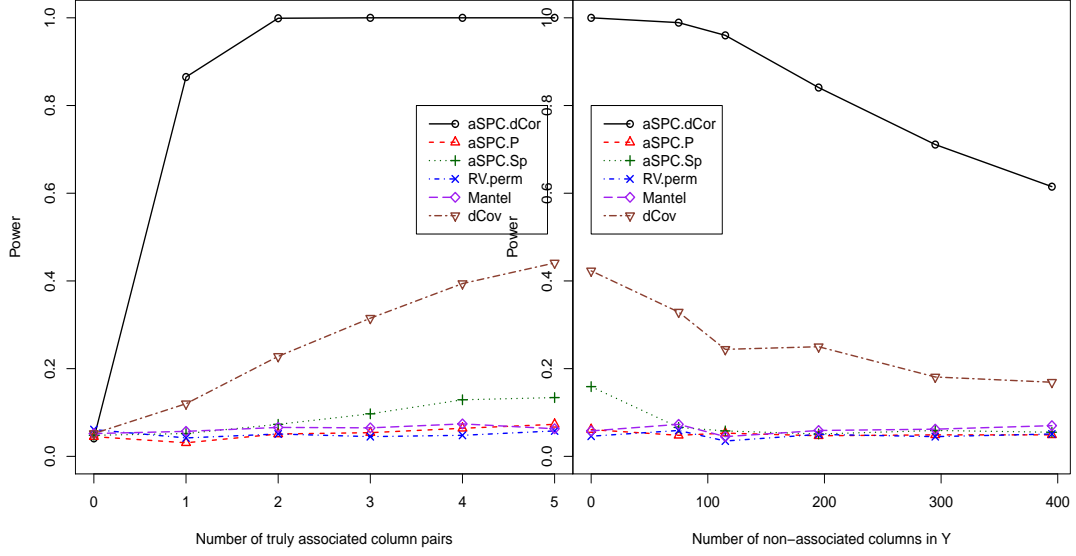 1.0
0.8
0.6
0.4
0.2
0.0
Power
aSPC.dCor
aSPC.P
aSPC.Sp
RV.perm
Mantel
dCov
0 1 2 3 4 5
Number of truly associated column pairs
1.0
0.8
0.6
0.4
0.2
0.0
Power
aSPC.dCor
aSPC.P
aSPC.Sp
RV.perm
Mantel
dCov
0 100 200 300 400
Number of non−associated columns in Y